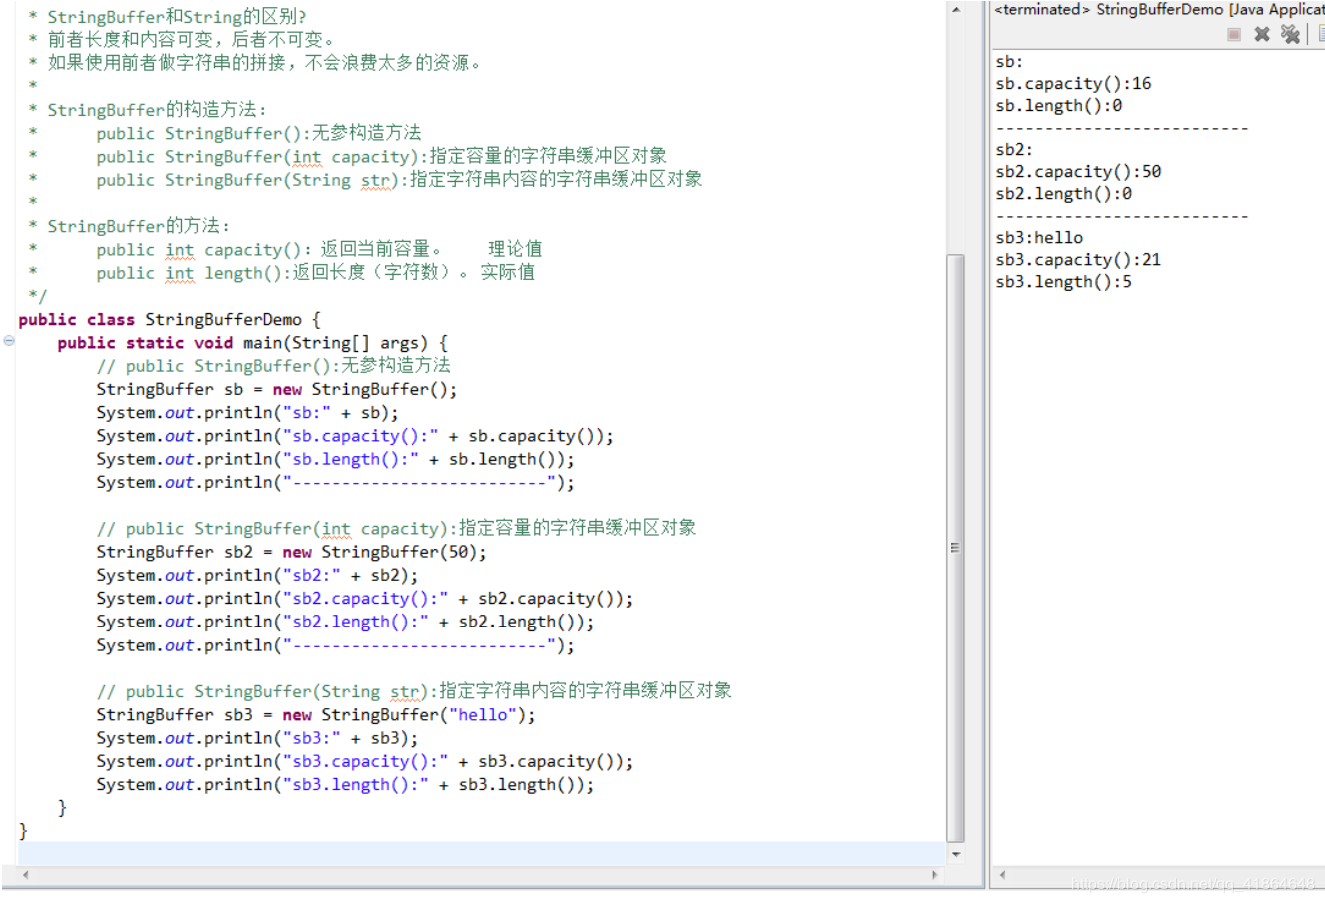 * StringBuffer和String的区别?
* 前者长度和内容可变，后者不可变。
* 如果使用前者做字符串的拼接，不会浪费太多的资源。
*
* StringBuffer的构造方法：
*      public StringBuffer():无参构造方法
*      public StringBuffer(int capacity):指定容量的字符串缓冲区对象
*      public StringBuffer(String str):指定字符串内容的字符串缓冲区对象
*
* StringBuffer的方法：
*      public int capacity()：返回当前容量。    理论值
*      public int length():返回长度（字符数）。 实际值
*/
public class StringBufferDemo {
    public static void main(String[] args) {
        // public StringBuffer():无参构造方法
        StringBuffer sb = new StringBuffer();
        System.out.println("sb:" + sb);
        System.out.println("sb.capacity():" + sb.capacity());
        System.out.println("sb.length():" + sb.length());
        System.out.println("--------------------------");

        // public StringBuffer(int capacity):指定容量的字符串缓冲区对象
        StringBuffer sb2 = new StringBuffer(50);
        System.out.println("sb2:" + sb2);
        System.out.println("sb2.capacity():" + sb2.capacity());
        System.out.println("sb2.length():" + sb2.length());
        System.out.println("--------------------------");

        // public StringBuffer(String str):指定字符串内容的字符串缓冲区对象
        StringBuffer sb3 = new StringBuffer("hello");
        System.out.println("sb3:" + sb3);
        System.out.println("sb3.capacity():" + sb3.capacity());
        System.out.println("sb3.length():" + sb3.length());
    }
}
<terminated> StringBufferDemo [Java Applicat
sb:
sb.capacity():16
sb.length():0
--------------------------
sb2:
sb2.capacity():50
sb2.length():0
--------------------------
sb3:hello
sb3.capacity():21
sb3.length():5
https://blog.csdn.net/qq_41864648